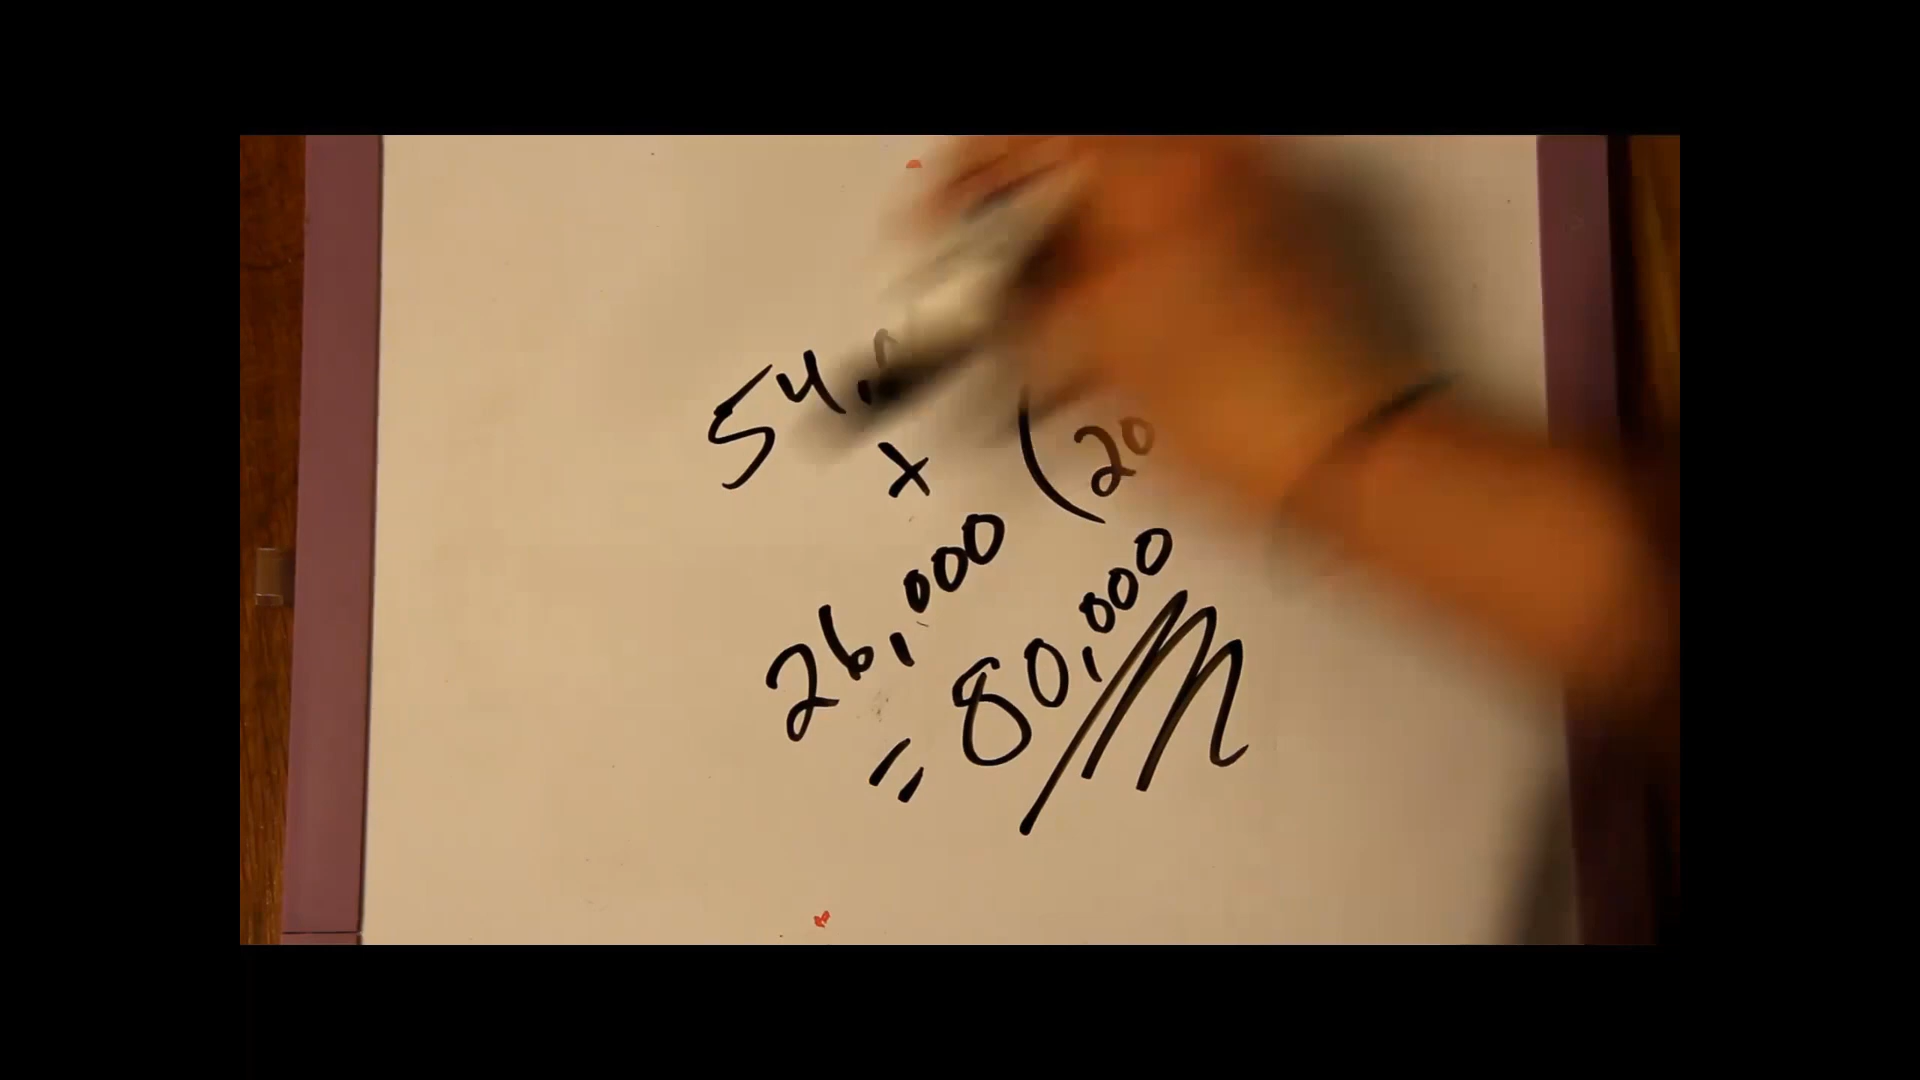 54,
+ (20
26,000
= 80,000